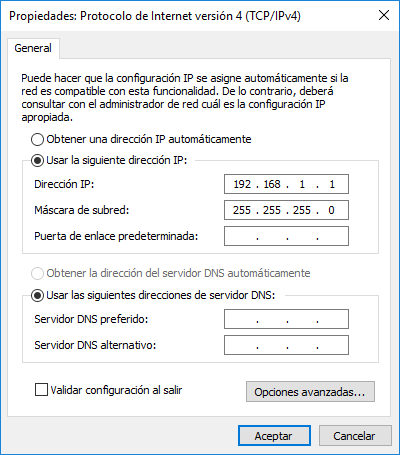 Propiedades: Protocolo de Internet versión 4 (TCP/IPv4)
General
Puede hacer que la configuración IP se asigne automáticamente si la
red es compatible con esta funcionalidad. De lo contrario, deberá
consultar con el administrador de red cuál es la configuración IP
apropiada.
Obtener una dirección IP automáticamente
Usar la siguiente dirección IP:
Dirección IP: 192 . 168 . 1 . 1
Máscara de subred: 255 . 255 . 255 . 0
Puerta de enlace predeterminada: . . .
Obtener la dirección del servidor DNS automáticamente
Usar las siguientes direcciones de servidor DNS:
Servidor DNS preferido: . . .
Servidor DNS alternativo: . . .
Validar configuración al salir
Opciones avanzadas...
Aceptar Cancelar